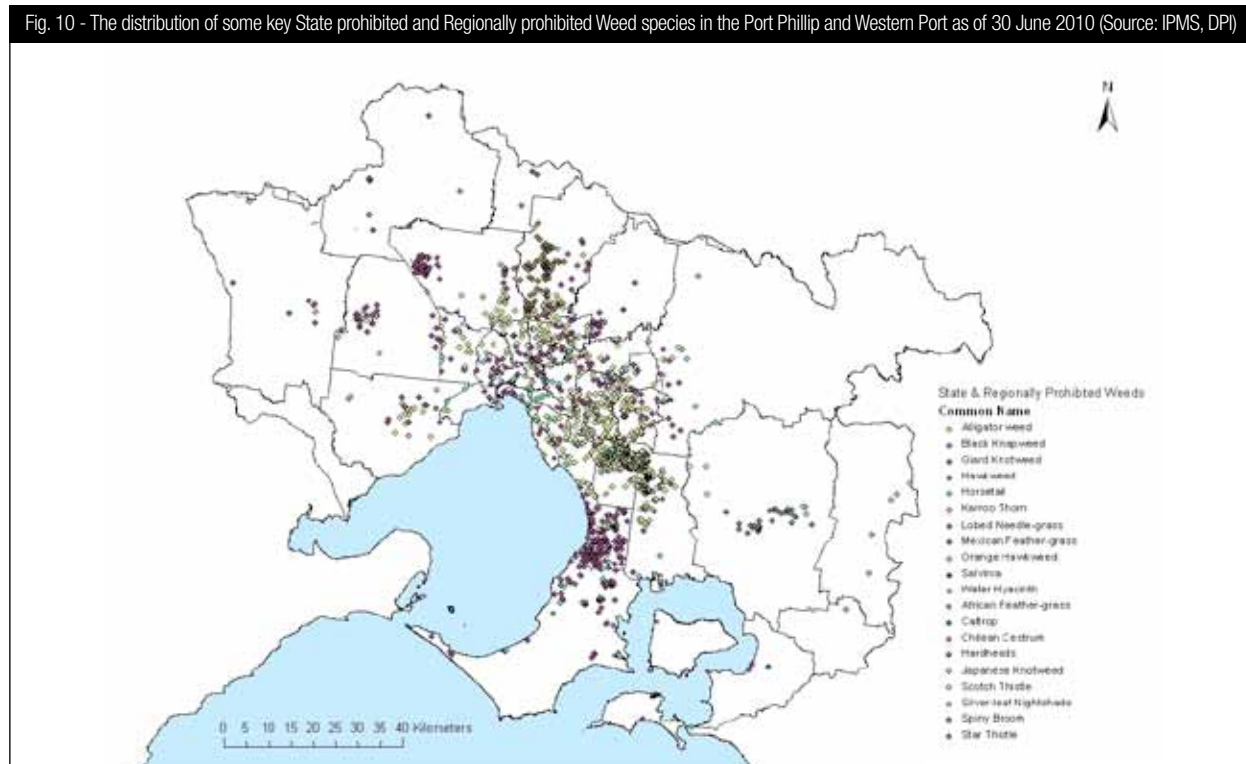 Fig. 10 - The distribution of some key State prohibited and Regionally prohibited Weed species in the Port Phillip and Western Port as of 30 June 2010 (Source: IPMS, DPI)
N
State & Regionally Prohibted Weeds
Common Name
Alligator weed
Black Knapweed
Giant Knotweed
Hawkweed
Horsetail
Karroo Thorn
Lobed Needle-grass
Mexican Feather-grass
Orange Hawkweed
Salvinia
Water Hyacinth
African Feather-grass
Caltrop
Chilean Cestrum
Hardheads
Japanese Knotweed
Scotch Thistle
Silver-leaf Nightshade
Spiny Broom
Star Thistle
0 5 10 15 20 25 30 35 40 Kilometers